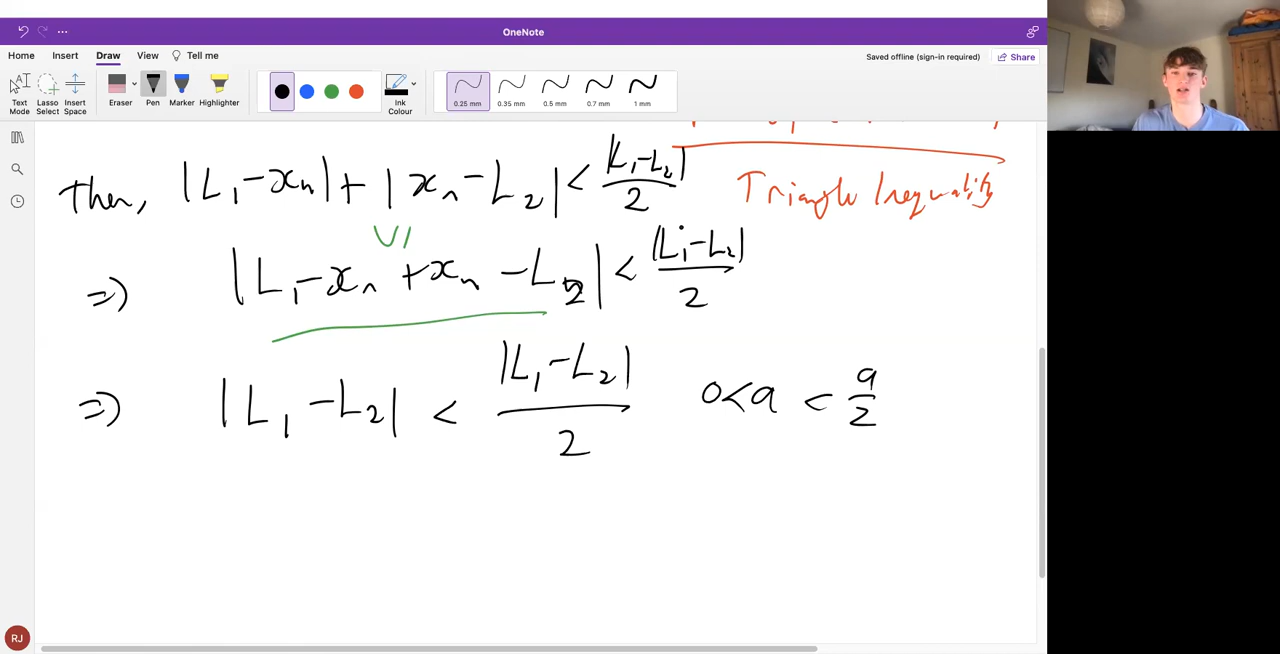 OneNote
Home Insert Draw View Tell me
Saved offline (sign-in required) Share
Text Mode Lasso Select Insert Space Eraser Pen Marker Highlighter Ink Colour 0.25 mm 0.35 mm 0.5 mm 0.7 mm 1 mm
then, |L₁-xₙ| + |xₙ-L₂| < |L₁-L₂|/2
Triangle Inequality
V/
=> |L₁-xₙ+xₙ-L₂| < |L₁-L₂|/2
=> |L₁-L₂| < |L₁-L₂|/2 0<a < a/2
RJ